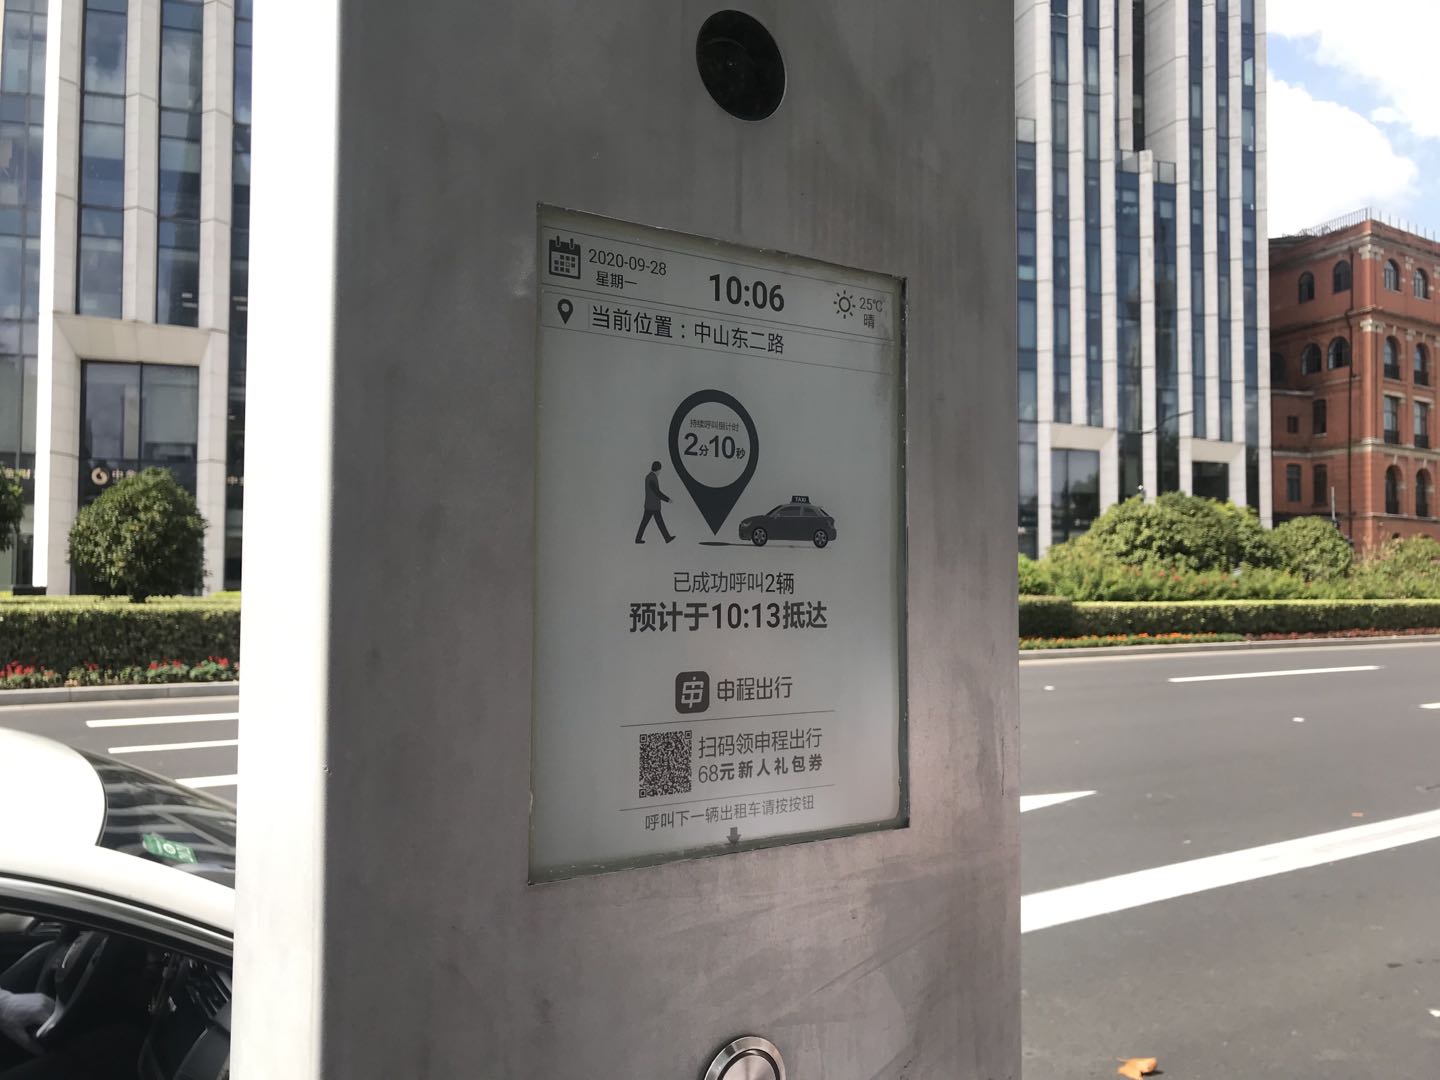 2020-09-28
星期一
10:06
25℃
晴
当前位置：中山东二路
持续呼叫倒计时
2分10秒
TAXI
已成功呼叫2辆
预计于10:13抵达
申程出行
扫码领申程出行
68元新人礼包券
呼叫下一辆出租车请按按钮